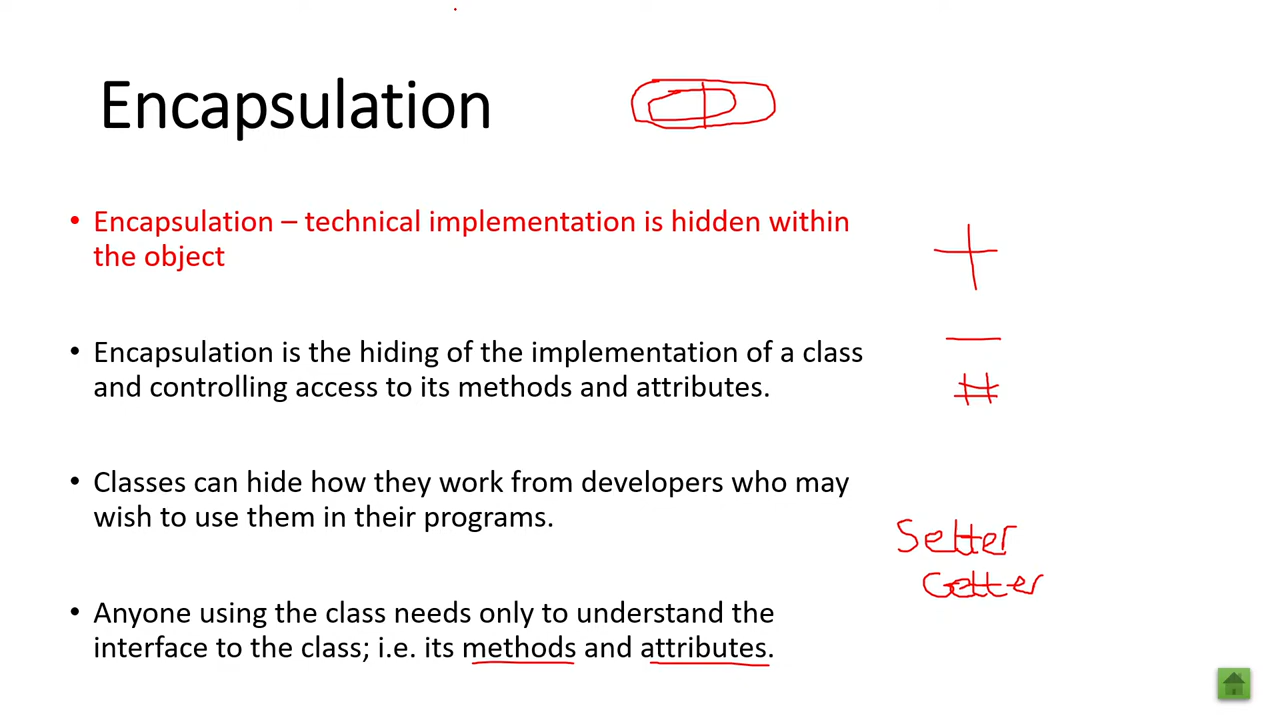 Encapsulation
• Encapsulation – technical implementation is hidden within
the object
+
• Encapsulation is the hiding of the implementation of a class
and controlling access to its methods and attributes.
–
#
• Classes can hide how they work from developers who may
wish to use them in their programs.
Setter
Getter
• Anyone using the class needs only to understand the
interface to the class; i.e. its methods and attributes.